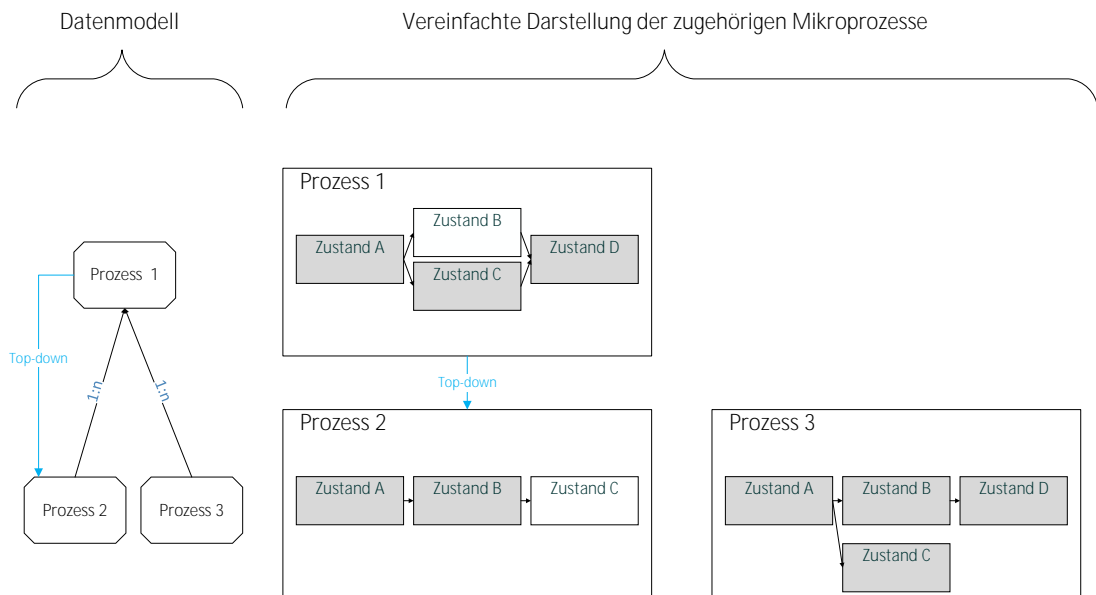 Datenmodell
Vereinfachte Darstellung der zugehörigen Mikroprozesse
Prozess 1
Top-down
1:n
1:n
Prozess 2
Prozess 3
Prozess 1
Zustand A
Zustand B
Zustand C
Zustand D
Top-down
Prozess 2
Zustand A
Zustand B
Zustand C
Prozess 3
Zustand A
Zustand B
Zustand D
Zustand C